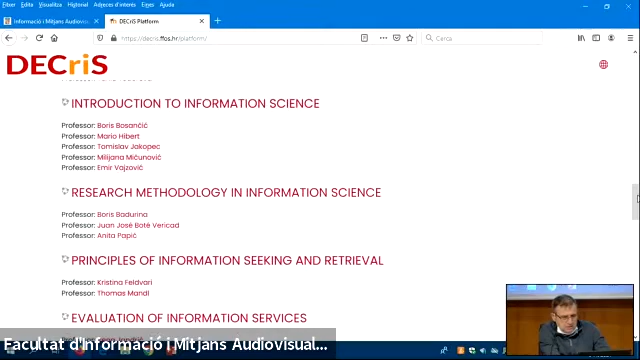 Fitxer Edita Visualitza Historial Adreces d'interès Eines Ajuda
Informació i Mitjans Audiovisua
DECriS Platform
https://decris.ffos.hr/platform/
Cerca
DECriS
INTRODUCTION TO INFORMATION SCIENCE
Professor: Boris Bosančić
Professor: Mario Hibert
Professor: Tomislav Jakopec
Professor: Milijana Mičunović
Professor: Emir Vajzović
RESEARCH METHODOLOGY IN INFORMATION SCIENCE
Professor: Boris Badurina
Professor: Juan José Boté Vericad
Professor: Anita Papić
PRINCIPLES OF INFORMATION SEEKING AND RETRIEVAL
Professor: Kristina Feldvari
Professor: Thomas Mandl
EVALUATION OF INFORMATION SERVICES
Facultat d'Informació i Mitjans Audiovisual...